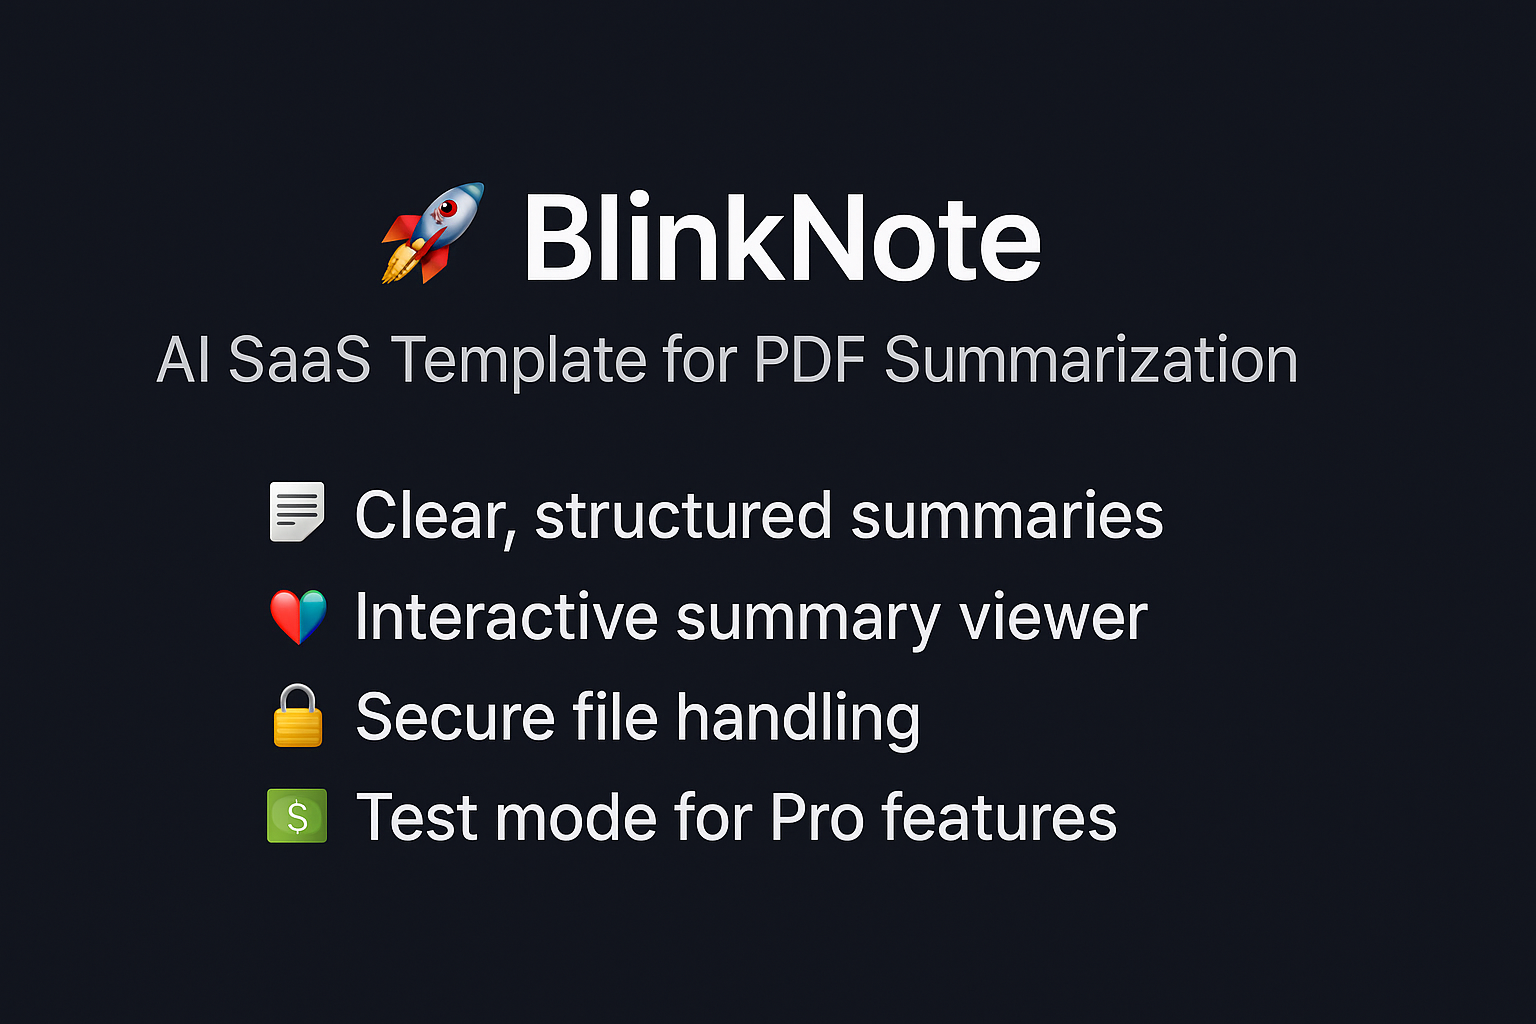 BlinkNote
AI SaaS Template for PDF Summarization
Clear, structured summaries
Interactive summary viewer
Secure file handling
$ Test mode for Pro features